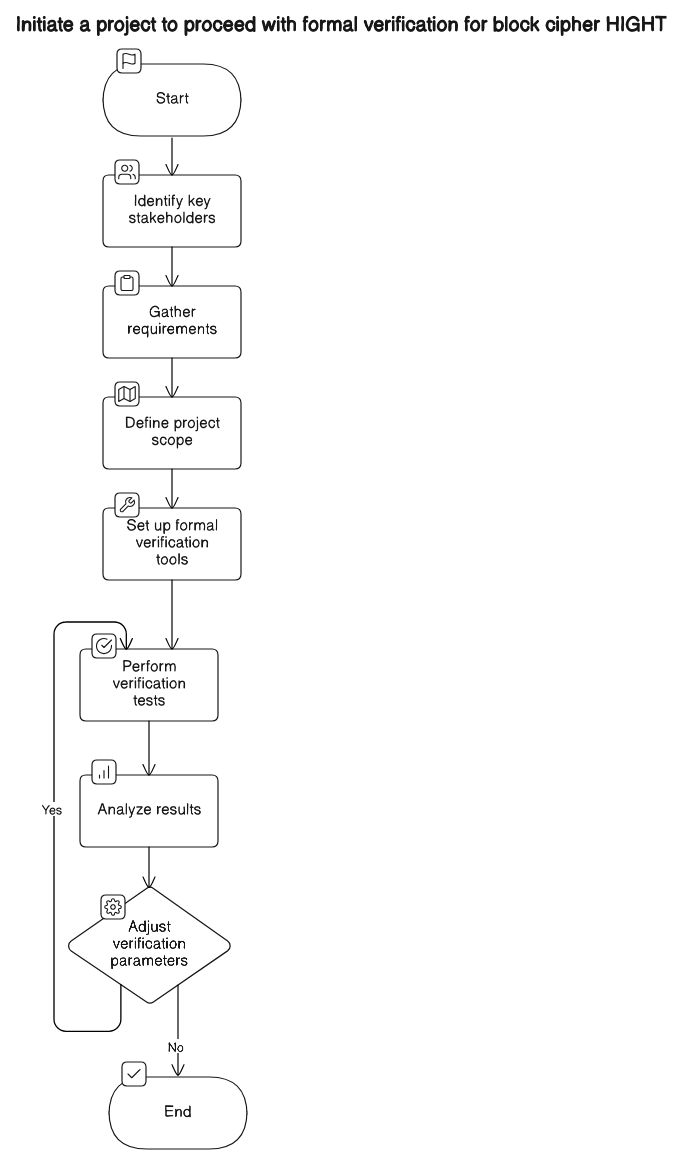 Initiate a project to proceed with formal verification for block cipher HIGHT
Start
Identify key
stakeholders
Gather
requirements
Define project
scope
Set up formal
verification
tools
Perform
verification
tests
Analyze results
Yes
Adjust
verification
parameters
No
End